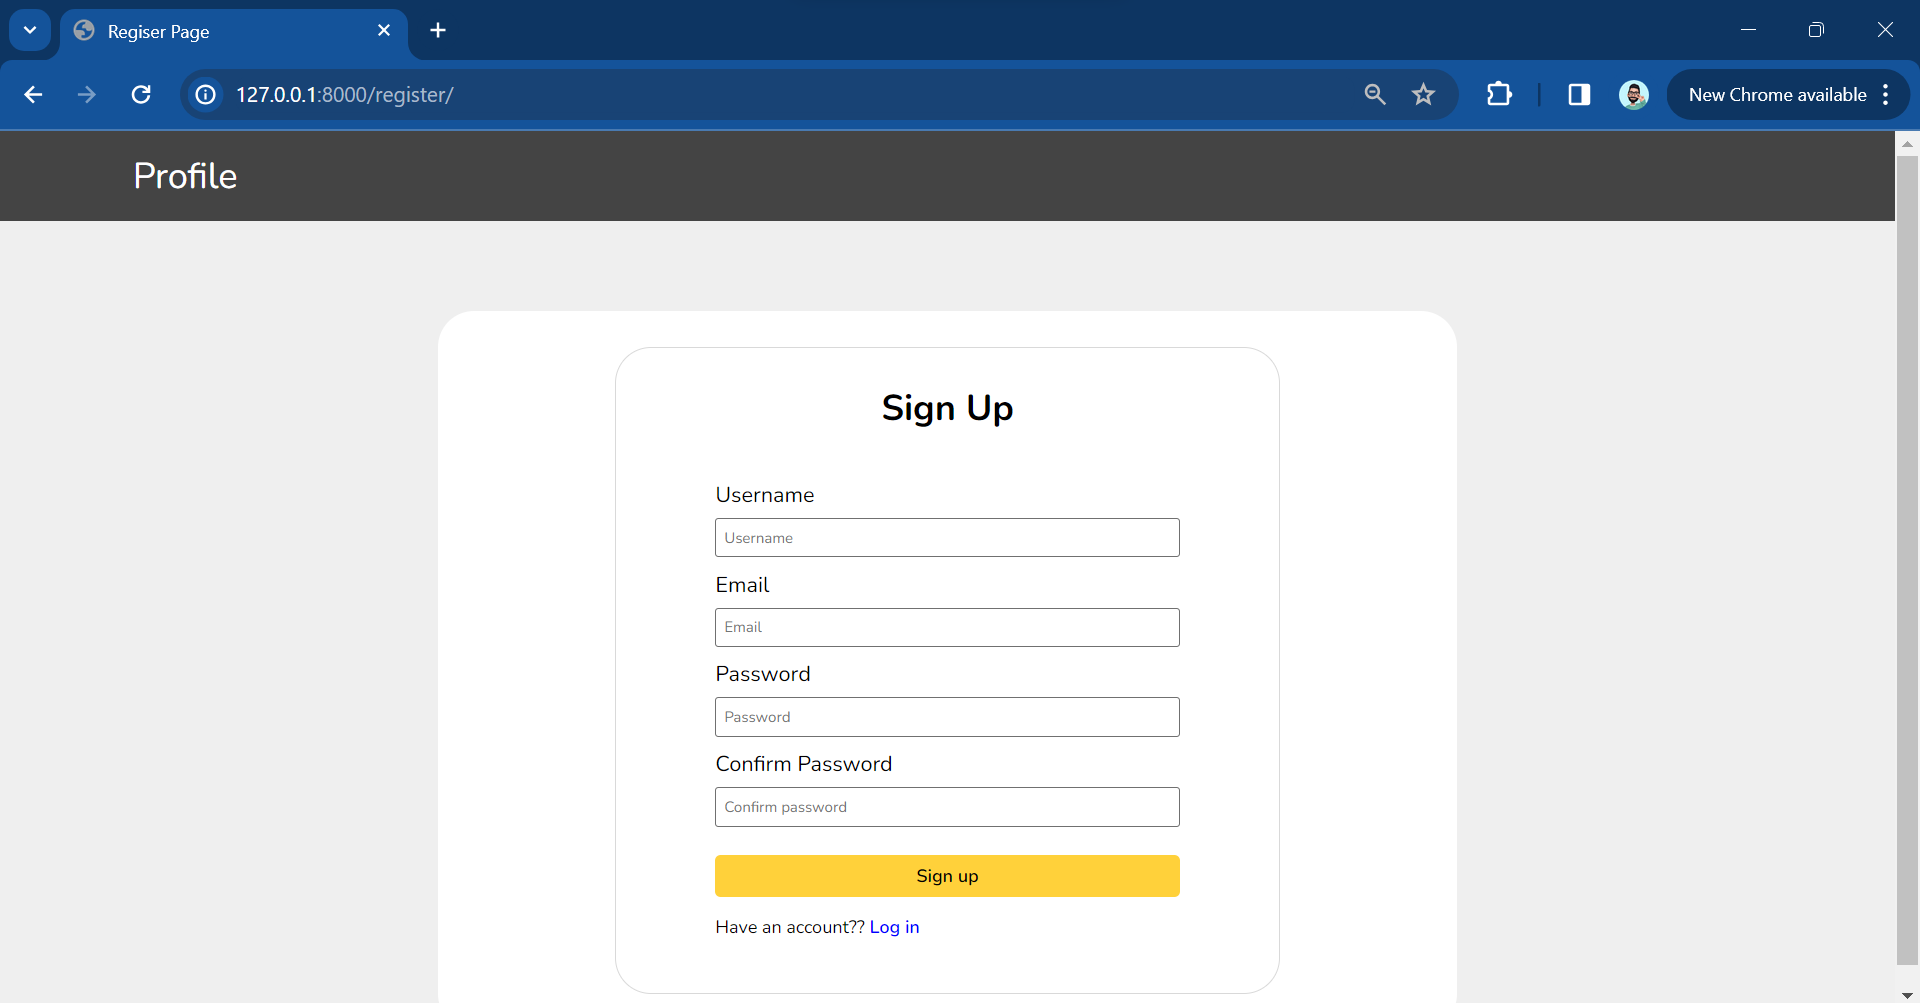 Regiser Page
127.0.0.1:8000/register/
New Chrome available
Profile
Sign Up
Username
Username
Email
Email
Password
Password
Confirm Password
Confirm password
Sign up
Have an account?? Log in